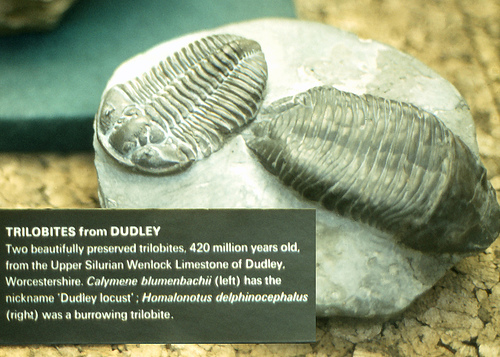 TRILOBITES from DUDLEY
Two beautifully preserved trilobites, 420 million years old,
from the Upper Silurian Wenlock Limestone of Dudley,
Worcestershire. Calymene blumenbachii (left) has the
nickname 'Dudley locust'; Homalonotus delphinocephalus
(right) was a burrowing trilobite.